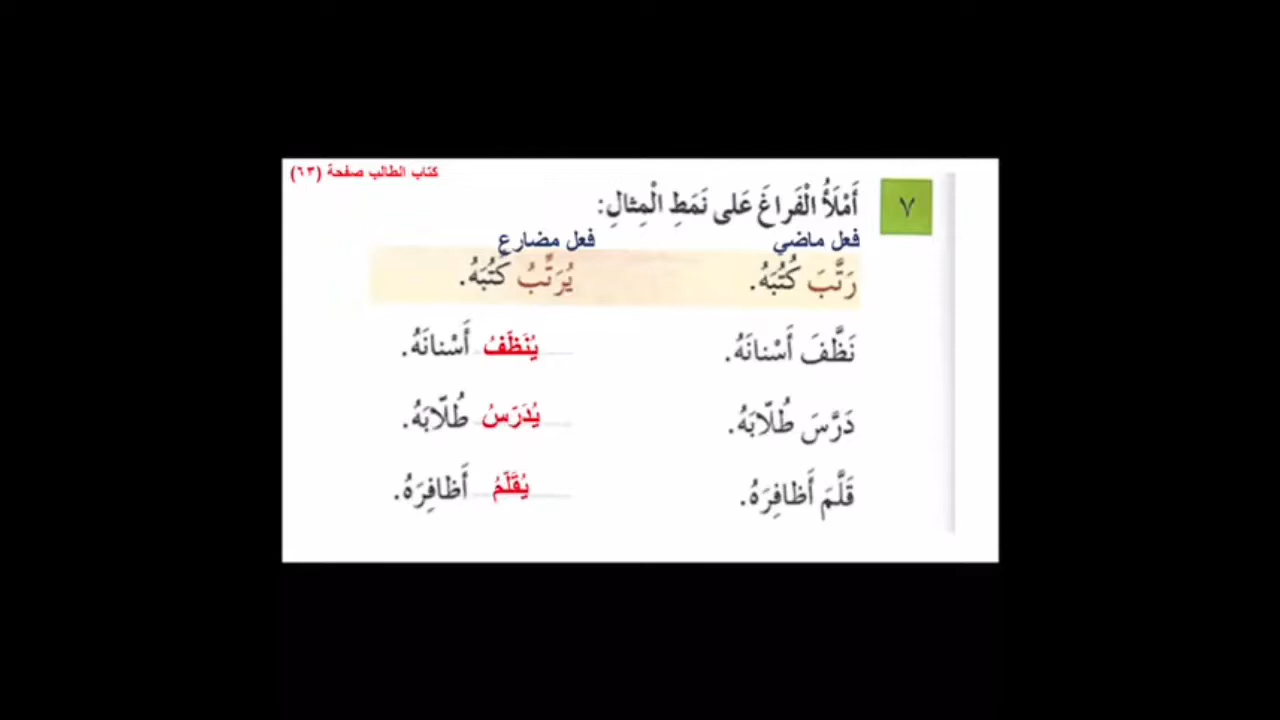 كتاب الطالب صفحة (٦٣)
٧ أَمْلَأُ الْفَراغَ عَلى نَمَطِ الْمِثالِ:
فعل ماضي فعل مضارع
رَتَّبَ كُتُبَهُ. يُرَتِّبُ كُتُبَهُ.
نَظَّفَ أَسْنانَهُ. يُنَظّفُ أَسْنانَهُ.
دَرَّسَ طُلّابَهُ. يُدَرّسُ طُلّابَهُ.
قَلَّمَ أَظافِرَهُ. يُقَلّمُ أَظافِرَهُ.